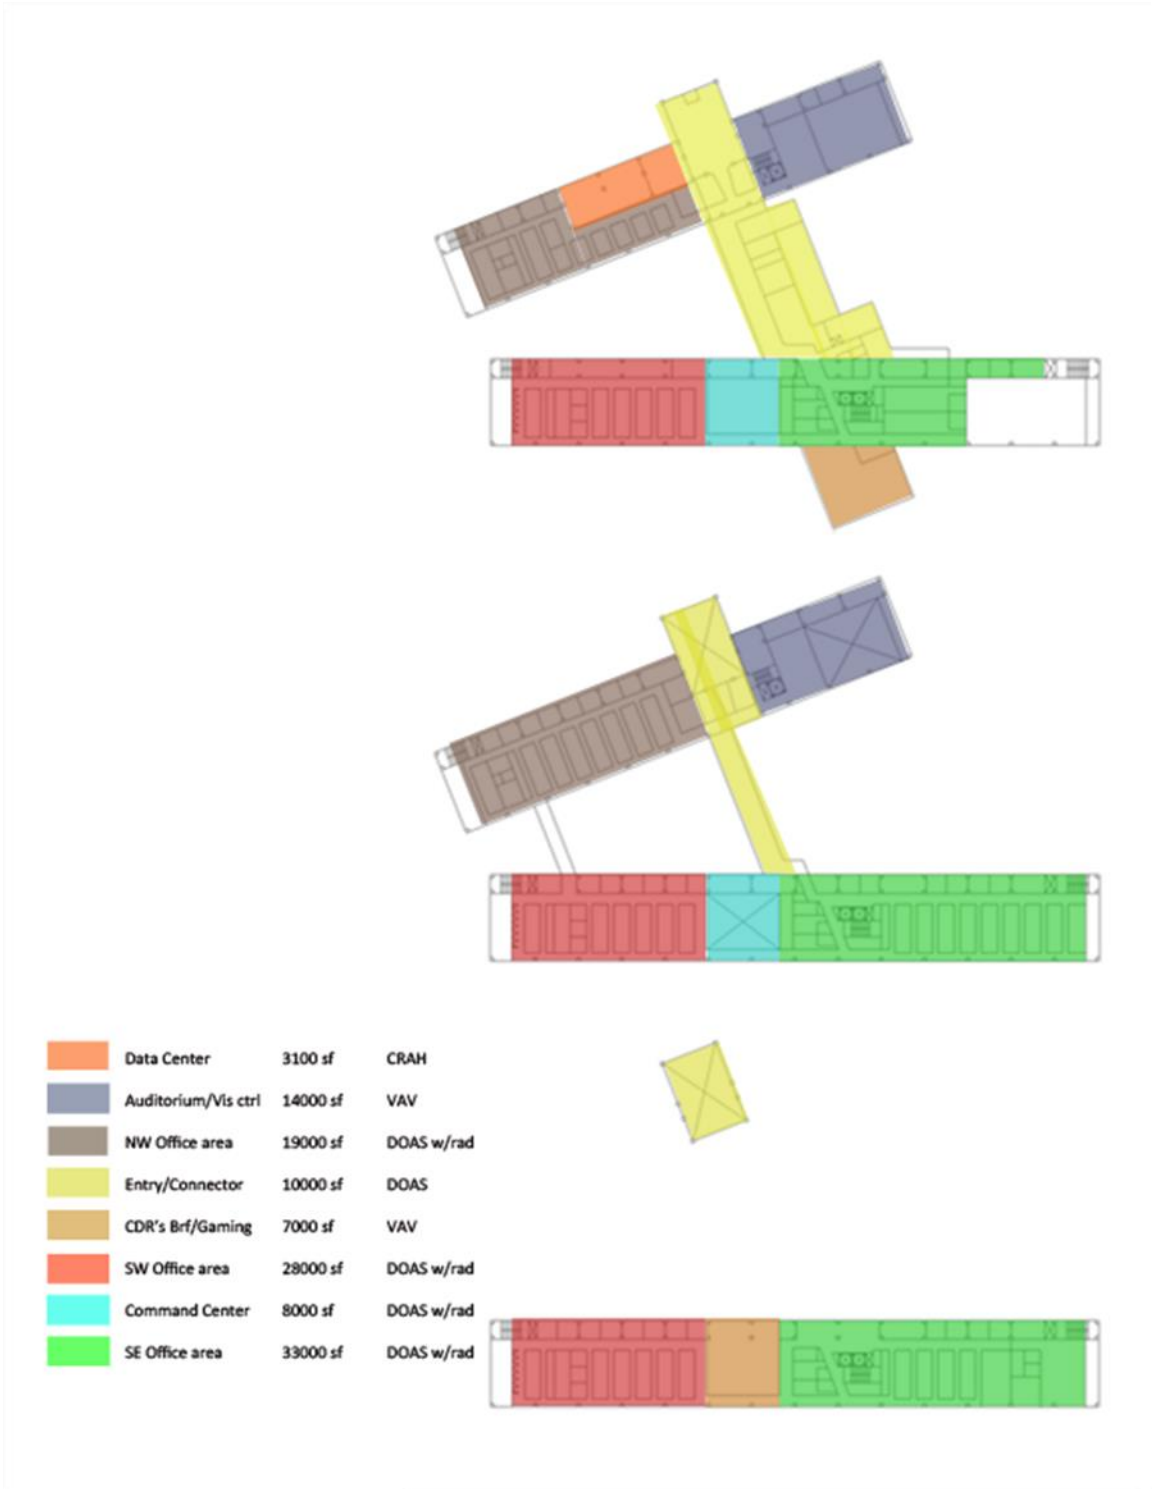 Data Center 3100 sf CRAH
Auditorium/Vis ctrl 14000 sf VAV
NW Office area 19000 sf DOAS w/rad
Entry/Connector 10000 sf DOAS
CDR's Brf/Gaming 7000 sf VAV
SW Office area 28000 sf DOAS w/rad
Command Center 8000 sf DOAS w/rad
SE Office area 33000 sf DOAS w/rad